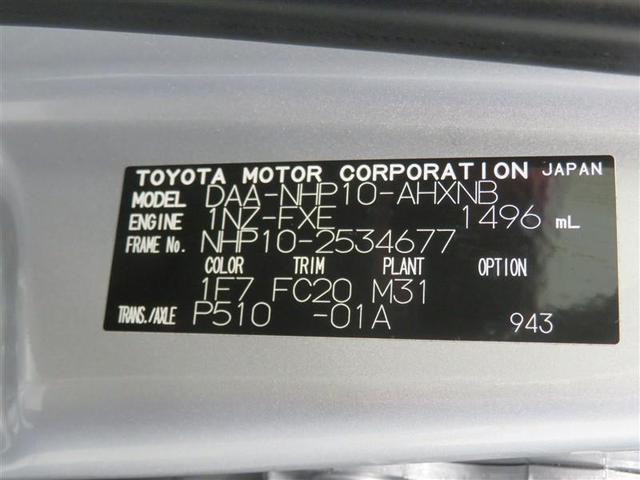 TOYOTA MOTOR CORPORATION JAPAN
MODEL DAA-NHP10-AHXNB
ENGINE 1NZ-FXE 1496 mL
FRAME No. NHP10-2534677
COLOR TRIM PLANT OPTION
1F7 FC20 M31
TRANS./AXLE P510 -01A 943